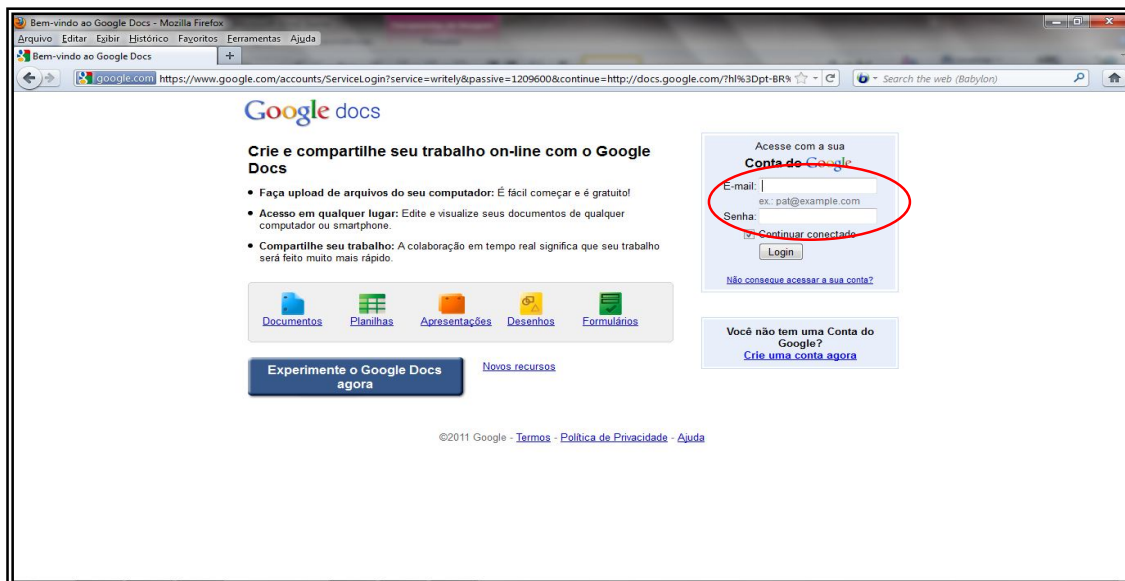 Bem-vindo ao Google Docs - Mozilla Firefox
Arquivo Editar Exibir Histórico Favoritos Ferramentas Ajuda
Bem-vindo ao Google Docs +
google.com https://www.google.com/accounts/ServiceLogin?service=writely&passive=1209600&continue=http://docs.google.com/?hl%3Dpt-BR% Search the web (Babylon)
Google docs
Crie e compartilhe seu trabalho on-line com o Google
Docs
• Faça upload de arquivos do seu computador: É fácil começar e é gratuito!
• Acesso em qualquer lugar: Edite e visualize seus documentos de qualquer
computador ou smartphone.
• Compartilhe seu trabalho: A colaboração em tempo real significa que seu trabalho
será feito muito mais rápido.
Documentos Planilhas Apresentações Desenhos Formulários
Experimente o Google Docs
agora
Novos recursos
Acesse com a sua
Conta do Google
E-mail:
ex.: pat@example.com
Senha:
Continuar conectado
Login
Não consegue acessar a sua conta?
Você não tem uma Conta do
Google?
Crie uma conta agora
©2011 Google - Termos - Política de Privacidade - Ajuda